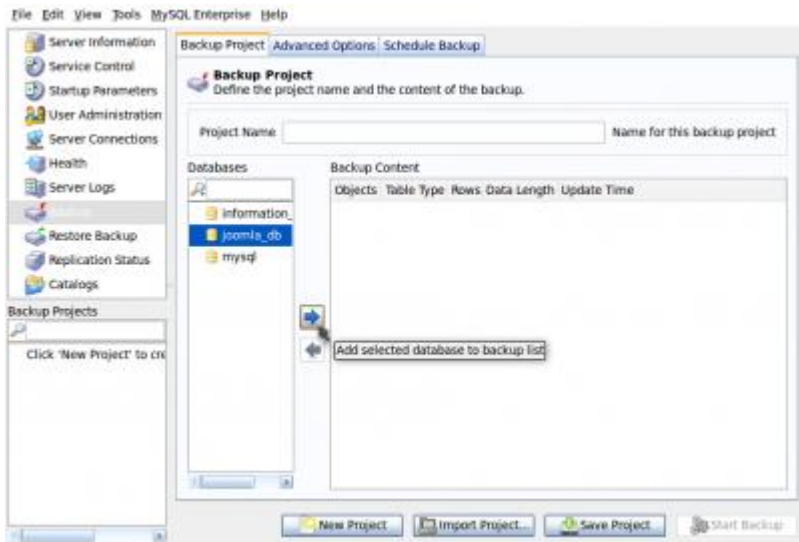 File Edit View Tools MySQL Enterprise Help
Server Information
Service Control
Startup Parameters
User Administration
Server Connections
Health
Server Logs
Restore Backup
Replication Status
Catalogs
Backup Projects
Click 'New Project' to cre
Backup Project Advanced Options Schedule Backup
Backup Project
Define the project name and the content of the backup.
Project Name
Name for this backup project
Databases
information_
joomla_db
mysql
Backup Content
Objects Table Type Rows Data Length Update Time
Add selected database to backup list
New Project Import Project... Save Project Start Backup